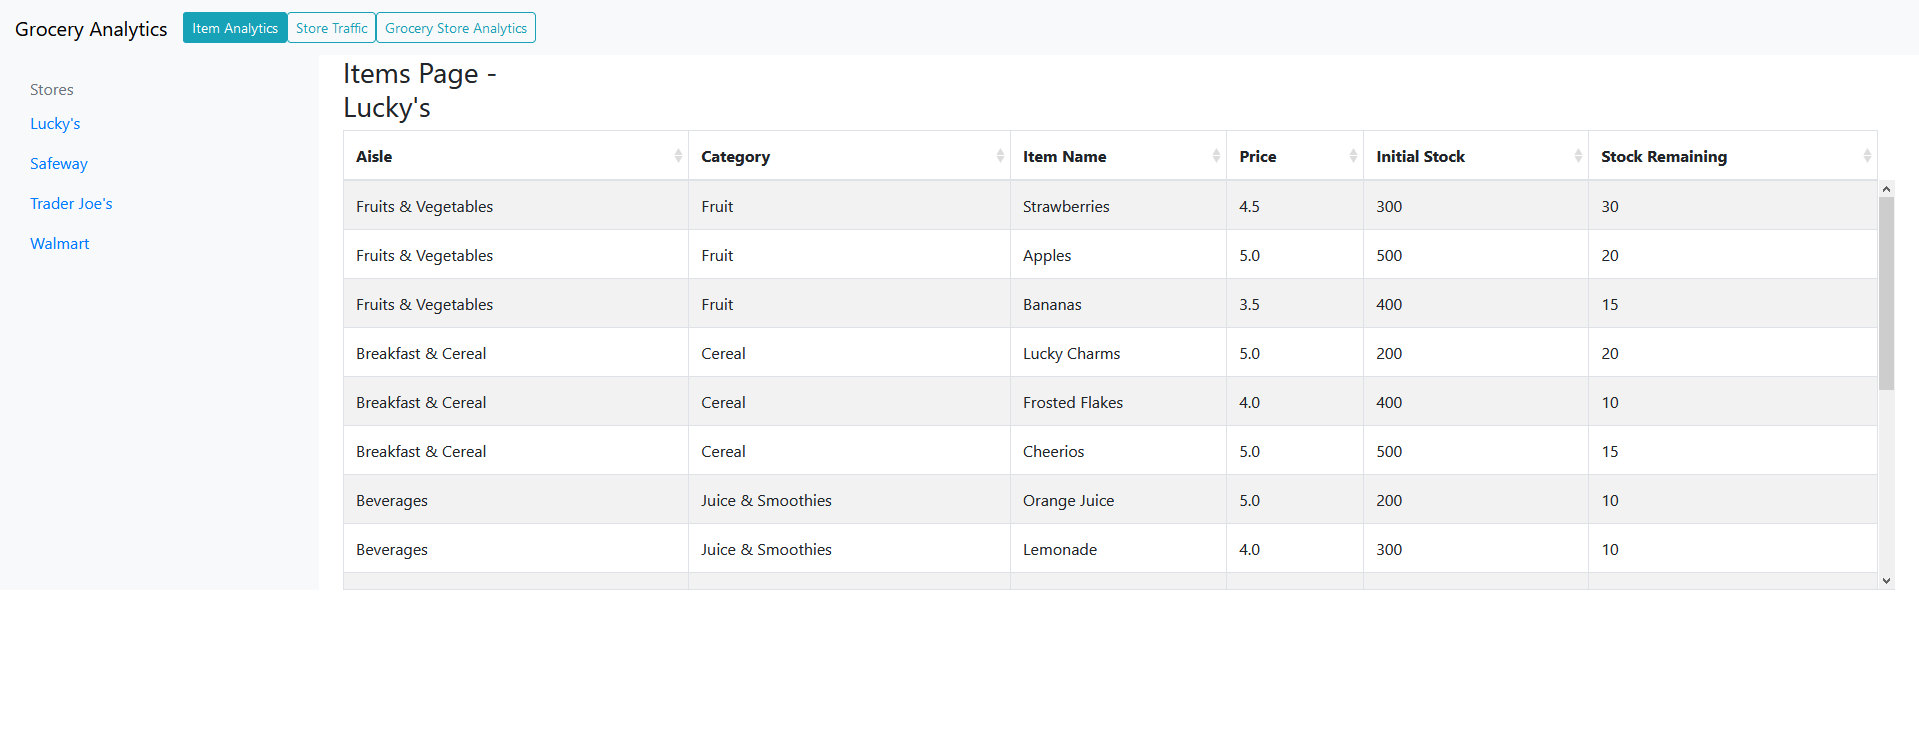 Grocery Analytics Item Analytics Store Traffic Grocery Store Analytics
Stores
Lucky's
Safeway
Trader Joe's
Walmart
Items Page -
Lucky's
Aisle Category Item Name Price Initial Stock Stock Remaining
Fruits & Vegetables Fruit Strawberries 4.5 300 30
Fruits & Vegetables Fruit Apples 5.0 500 20
Fruits & Vegetables Fruit Bananas 3.5 400 15
Breakfast & Cereal Cereal Lucky Charms 5.0 200 20
Breakfast & Cereal Cereal Frosted Flakes 4.0 400 10
Breakfast & Cereal Cereal Cheerios 5.0 500 15
Beverages Juice & Smoothies Orange Juice 5.0 200 10
Beverages Juice & Smoothies Lemonade 4.0 300 10